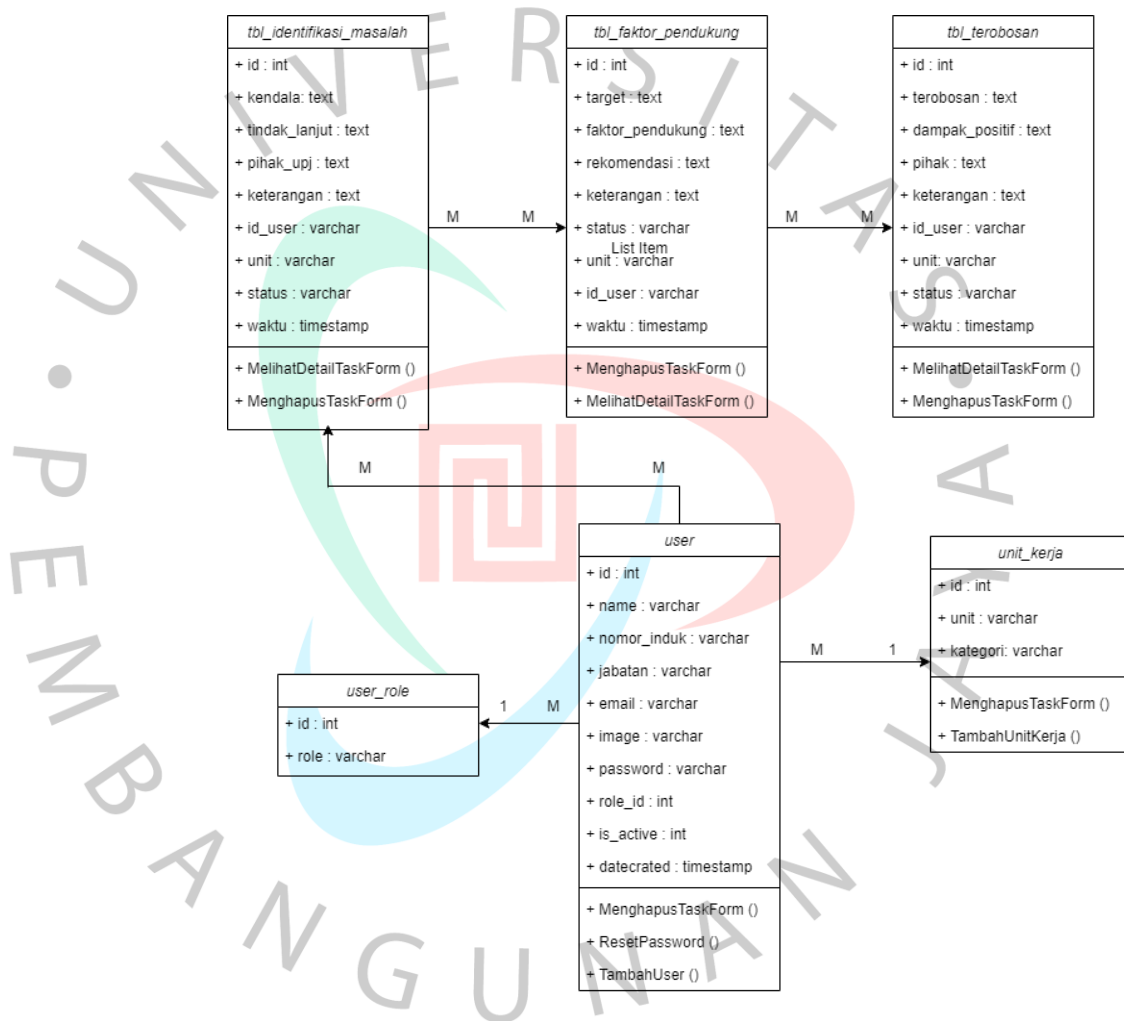 tbl_identifikasi_masalah
+ id : int
+ kendala: text
+ tindak_lanjut : text
+ pihak_upj : text
+ keterangan : text
+ id_user : varchar
+ unit : varchar
+ status : varchar
+ waktu : timestamp
+ MelihatDetailTaskForm ()
+ MenghapusTaskForm ()
M M
tbl_faktor_pendukung
+ id : int
+ target : text
+ faktor_pendukung : text
+ rekomendasi : text
+ keterangan : text
+ status : varchar
List Item
+ unit : varchar
+ id_user : varchar
+ waktu : timestamp
+ MenghapusTaskForm ()
+ MelihatDetailTaskForm ()
M M
tbl_terobosan
+ id : int
+ terobosan : text
+ dampak_positif : text
+ pihak : text
+ keterangan : text
+ id_user : varchar
+ unit: varchar
+ status : varchar
+ waktu : timestamp
+ MelihatDetailTaskForm ()
+ MenghapusTaskForm ()
M M
user_role
+ id : int
+ role : varchar
1 M
user
+ id : int
+ name : varchar
+ nomor_induk : varchar
+ jabatan : varchar
+ email : varchar
+ image : varchar
+ password : varchar
+ role_id : int
+ is_active : int
+ datecrated : timestamp
+ MenghapusTaskForm ()
+ ResetPassword ()
+ TambahUser ()
M 1
unit_kerja
+ id : int
+ unit : varchar
+ kategori: varchar
+ MenghapusTaskForm ()
+ TambahUnitKerja ()
• UNIVERSITAS •
PEMBANGUNAN JAYA